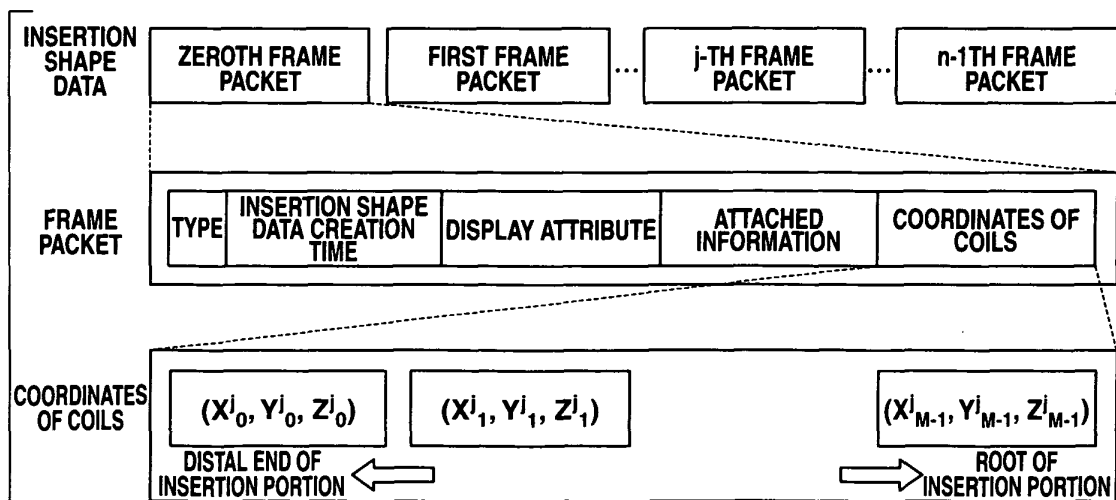 INSERTION SHAPE DATA
ZEROTH FRAME PACKET
FIRST FRAME PACKET
...
j-TH FRAME PACKET
...
n-1TH FRAME PACKET
FRAME PACKET
TYPE
INSERTION SHAPE DATA CREATION TIME
DISPLAY ATTRIBUTE
ATTACHED INFORMATION
COORDINATES OF COILS
COORDINATES OF COILS
(X^j_0, Y^j_0, Z^j_0)
(X^j_1, Y^j_1, Z^j_1)
(X^j_M-1, Y^j_M-1, Z^j_M-1)
DISTAL END OF INSERTION PORTION
ROOT OF INSERTION PORTION